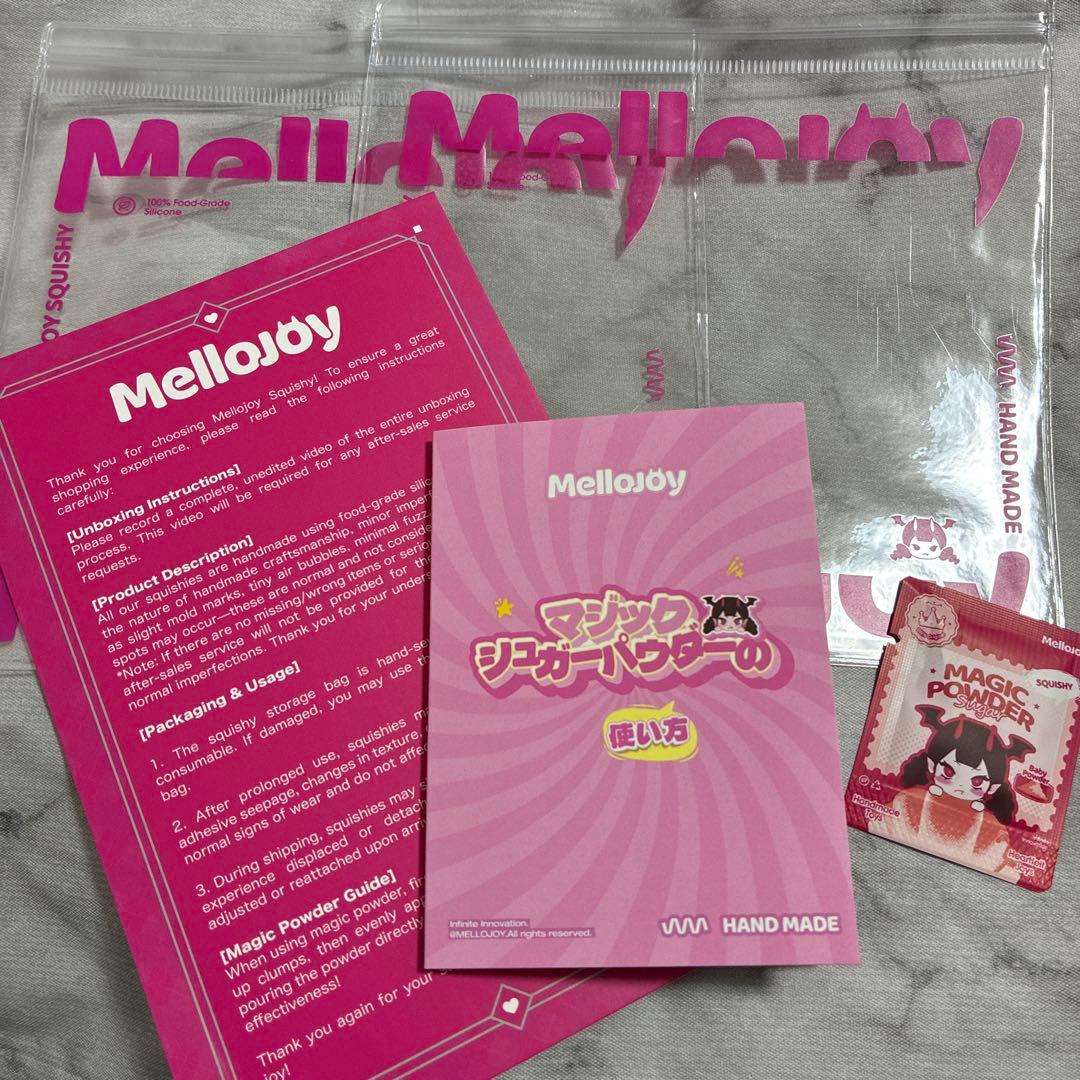 Mello
Mellojoy
100% Food-Grade
Silicone
JOY SQUISHY
HAND MADE
Mellojoy
Thank you for choosing Mellojoy Squishy! To ensure a great
shopping experience, please read the following instructions
carefully:
[Unboxing Instructions]
Please record a complete, unedited video of the entire unboxing
process. This video will be required for any after-sales service
requests.
[Product Description]
All our squishies are handmade using food-grade
the nature of handmade craftsmanship, minor
as slight mold marks, tiny air bubbles, minimal fuzz,
spots may occur—these are normal and not
*Note: If there are no missing/wrong items or
after-sales service will not be provided for
normal imperfections. Thank you for your
[Packaging & Usage]
1. The squishy storage bag is
consumable. If damaged, you may use
bag.
2. After prolonged use, squishies
adhesive seepage, changes in texture,
normal signs of wear and do not
3. During shipping, squishies may
experience displaced or
adjusted or reattached upon
[Magic Powder Guide]
When using magic powder,
up clumps, then evenly
pouring the powder directly
effectiveness!
Thank you again for your
joy!
Mellojoy
マジック
シュガーパウダーの
使い方
Infinite Innovation.
@MELLOJOY.All rights reserved.
HAND MADE
Mellojoy
SQUISHY
MAGIC
POWDER
Sugar
Baby
Powder
Handmade
Toys
Heartfelt
Joys